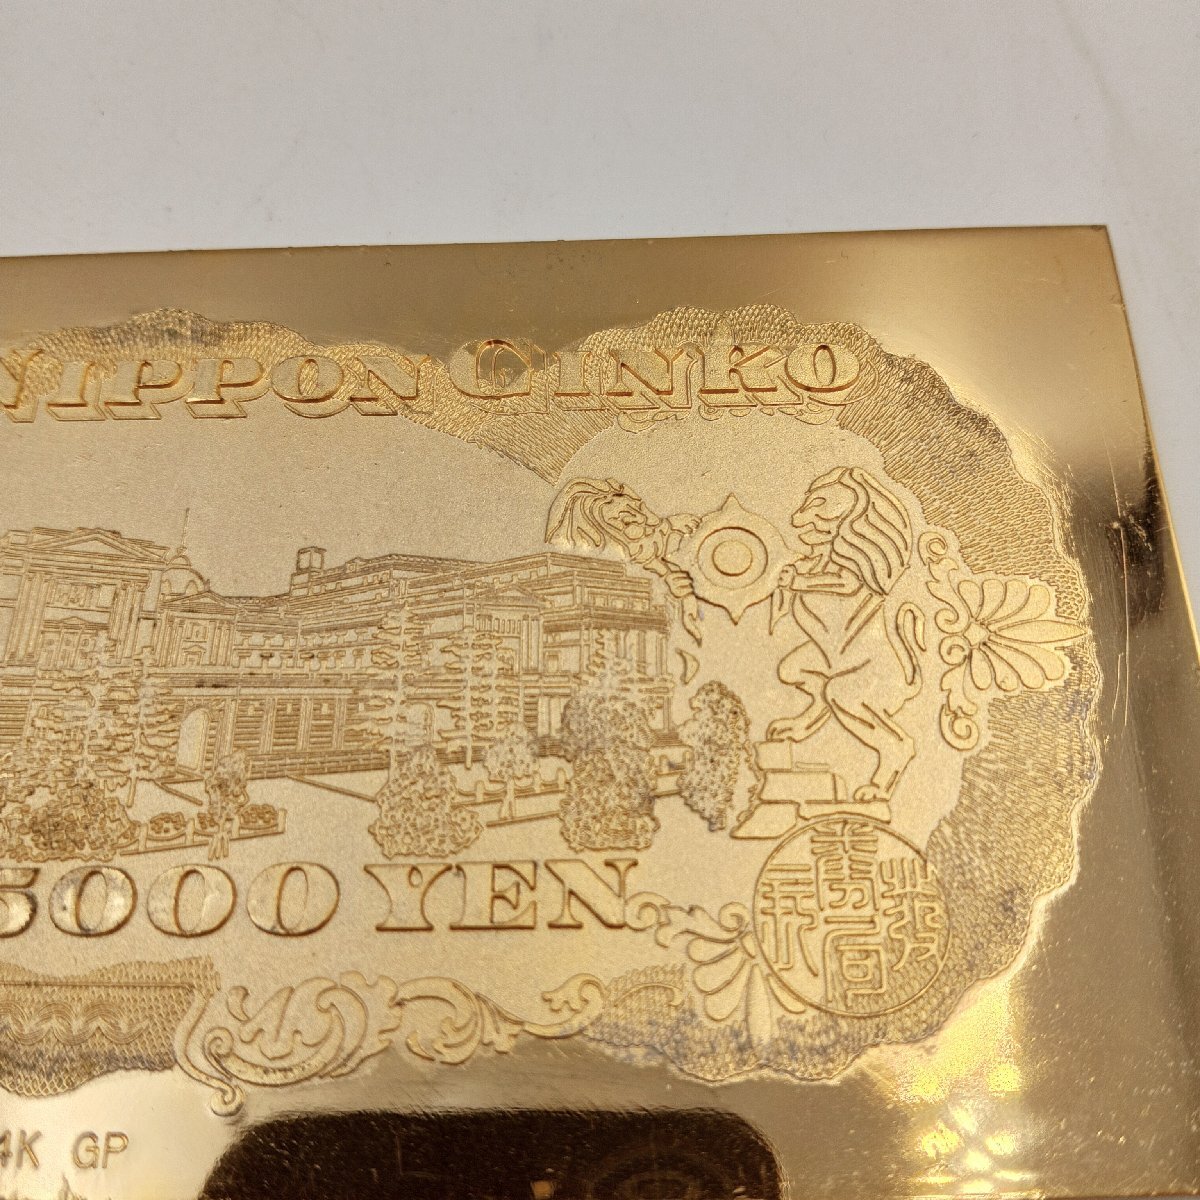 NIPPON GINKO
5000 YEN
4K GP